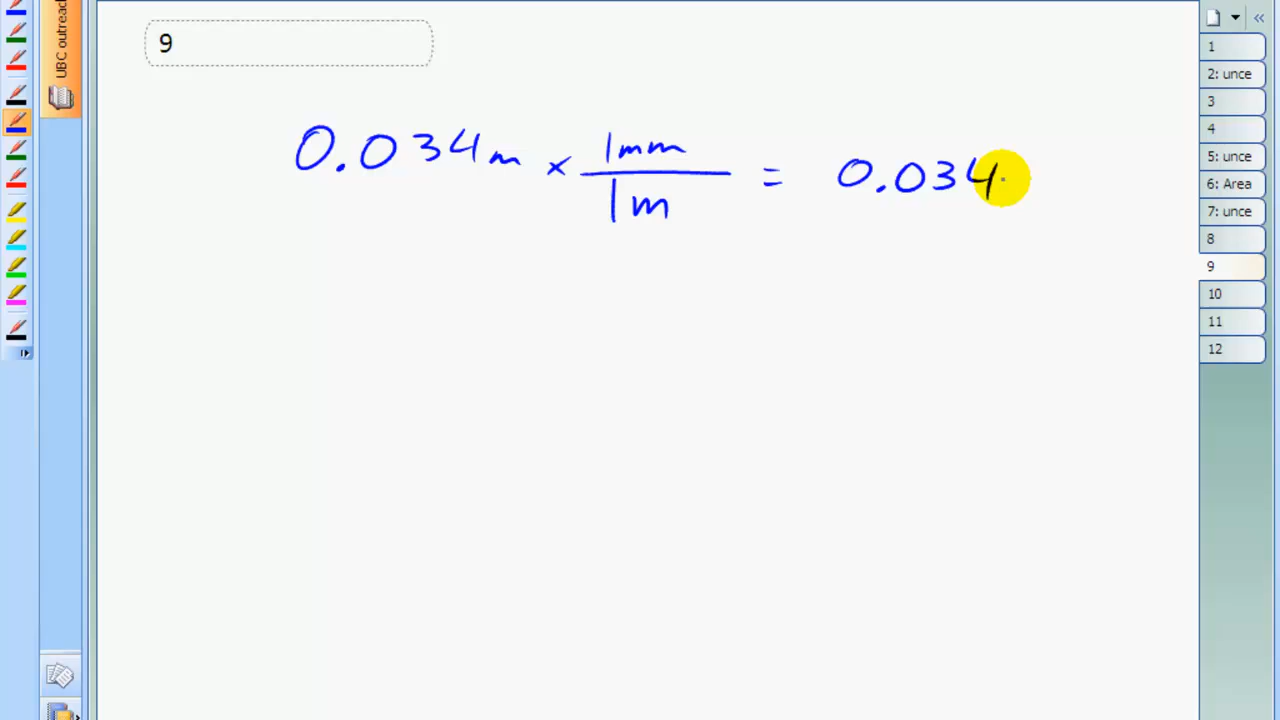 UBC outreach
9
0.034m × 1mm / 1m = 0.034
1
2: unce
3
4
5: unce
6: Area
7: unce
8
9
10
11
12